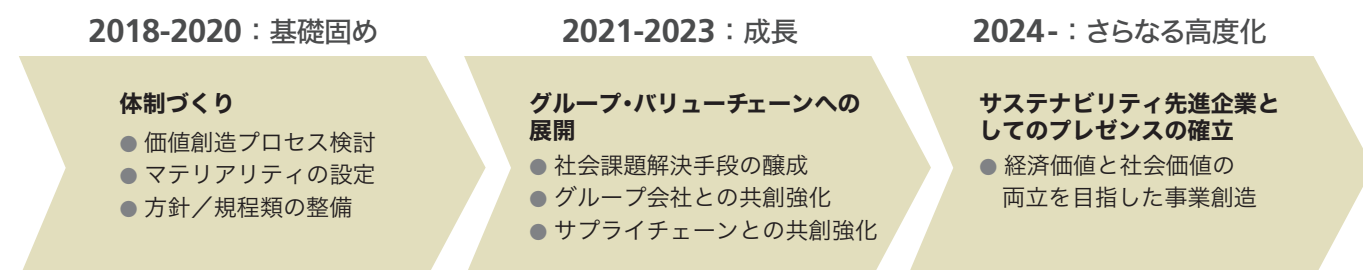 2018-2020：基礎固め
体制づくり
● 価値創造プロセス検討
● マテリアリティの設定
● 方針／規程類の整備
2021-2023：成長
グループ・バリューチェーンへの
展開
● 社会課題解決手段の醸成
● グループ会社との共創強化
● サプライチェーンとの共創強化
2024-：さらなる高度化
サステナビリティ先進企業と
してのプレゼンスの確立
● 経済価値と社会価値の
両立を目指した事業創造